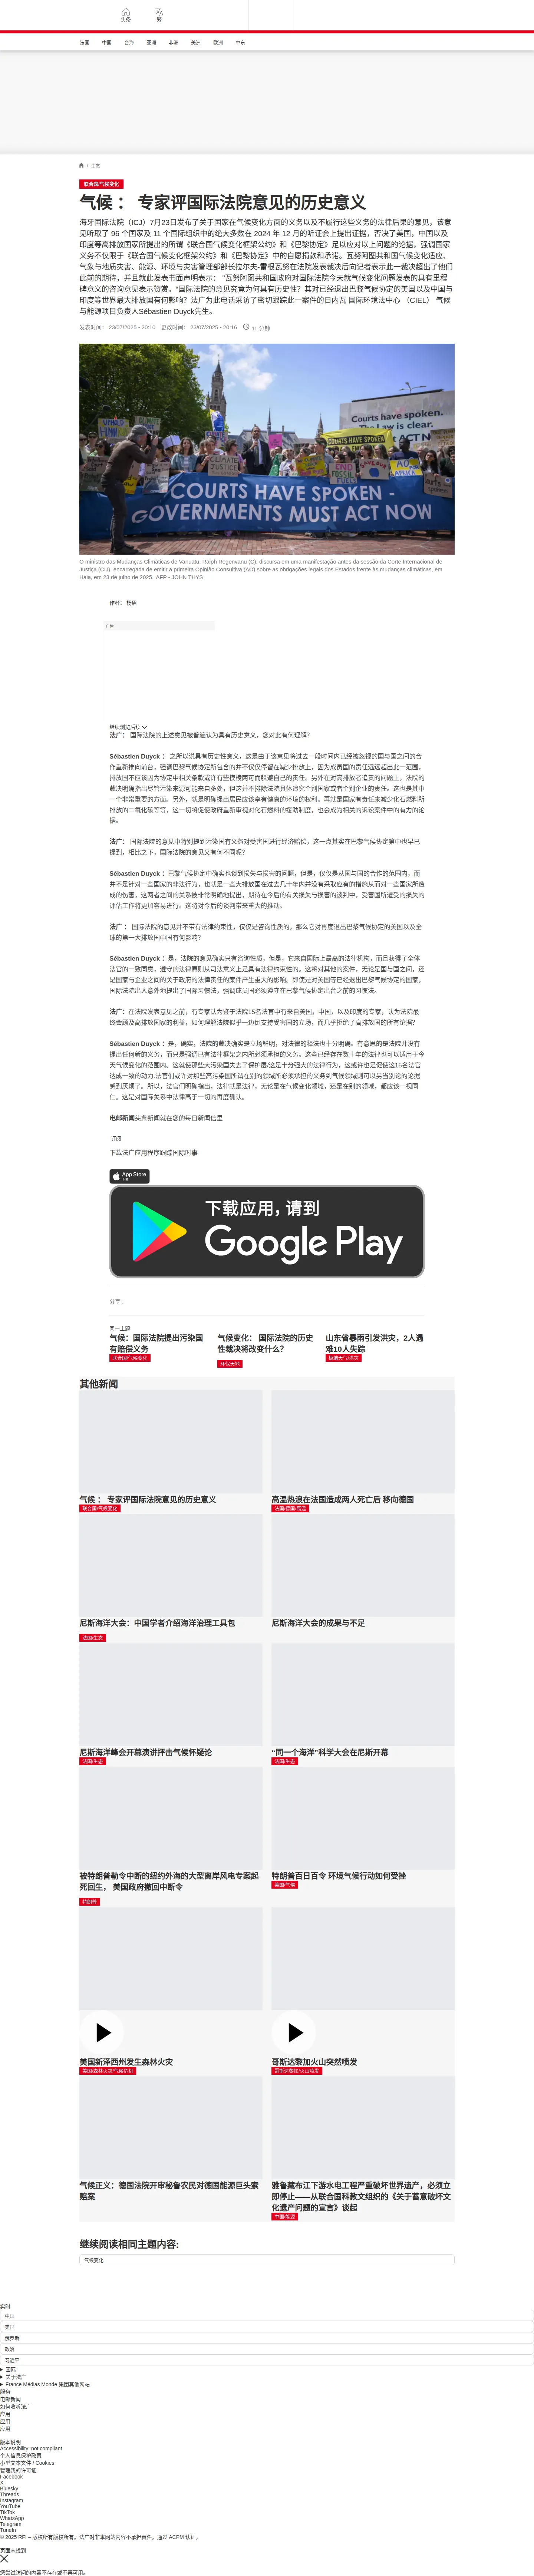 头条
繁
法国 中国 台海 亚洲 非洲 美洲 欧洲 中东
/ 生态
联合国/气候变化
气候 ： 专家评国际法院意见的历史意义
海牙国际法院（ICJ）7月23日发布了关于国家在气候变化方面的义务以及不履行这些义务的法律后果的意见，该意
见听取了 96 个国家及 11 个国际组织中的绝大多数在 2024 年 12 月的听证会上提出证据，否决了美国，中国以及
印度等高排放国家所提出的所谓《联合国气候变化框架公约》和《巴黎协定》足以应对以上问题的论据，强调国家
义务不仅限于《联合国气候变化框架公约》和《巴黎协定》中的自愿捐款和承诺。瓦努阿图共和国气候变化适应、
气象与地质灾害、能源、环境与灾害管理部部长拉尔夫-雷根瓦努在法院发表裁决后向记者表示此一裁决超出了他们
此前的期待，并且就此发表书面声明表示： "瓦努阿图共和国政府对国际法院今天就气候变化问题发表的具有里程
碑意义的咨询意见表示赞赏。"国际法院的意见究竟为何具有历史性？其对已经退出巴黎气候协定的美国以及中国与
印度等世界最大排放国有何影响？法广为此电话采访了密切跟踪此一案件的日内瓦 国际环境法中心 （CIEL） 气候
与能源项目负责人Sébastien Duyck先生。
发表时间： 23/07/2025 - 20:10 更改时间： 23/07/2025 - 20:16 11 分钟
Courts have spoken.
The law is clear.
UPHOLD
CLIMATE
JUSTICE
COURTS HAVE SPOKEN
END
FOSSIL
FUELS
COURTS HAVE SPOKEN
GOVERNMENTS MUST ACT NOW
O ministro das Mudanças Climáticas de Vanuatu, Ralph Regenvanu (C), discursa em uma manifestação antes da sessão da Corte Internacional de
Justiça (CIJ), encarregada de emitir a primeira Opinião Consultiva (AO) sobre as obrigações legais dos Estados frente às mudanças climáticas, em
Haia, em 23 de julho de 2025. AFP - JOHN THYS
作者： 杨眉
广告
继续浏览后续
法广： 国际法院的上述意见被普遍认为具有历史意义，您对此有何理解？
Sébastien Duyck ： 之所以说具有历史性意义，这是由于该意见将过去一段时间内已经被忽视的国与国之间的合
作重新推向前台，强调巴黎气候协定所包含的并不仅仅停留在减少排放上，因为成员国的责任远远超出此一范围。
排放国不应该因为协定中相关条款或许有些模棱两可而躲避自己的责任。另外在对高排放者追责的问题上，法院的
裁决明确指出尽管污染来源可能来自多处，但这并不排除法院具体追究个别国家或者个别企业的责任。这也是其中
一个非常重要的方面。另外，就是明确提出居民应该享有健康的环境的权利。再就是国家有责任来减少化石燃料所
排放的二氧化碳等等，这一切将促使政府重新审视对化石燃料的援助制度，也会成为相关的诉讼案件中的有力的论
据。
法广： 国际法院的意见中特别提到污染国有义务对受害国进行经济赔偿，这一点其实在巴黎气候协定第中也早已
提到，相比之下，国际法院的意见又有何不同呢？
Sébastien Duyck ：巴黎气候协定中确实也谈到损失与损害的问题，但是，仅仅是从国与国的合作的范围内，而
并不是针对一些国家的非法行为，也就是一些大排放国在过去几十年内并没有采取应有的措施从而对一些国家所造
成的伤害，这两者之间的关系被非常明确地提出，期待在今后的有关损失与损害的谈判中，受害国所遭受的损失的
评估工作将更加容易进行。这将对今后的谈判带来重大的推动。
法广 ： 国际法院的意见并不带有法律约束性，仅仅是咨询性质的，那么它对再度退出巴黎气候协定的美国以及全
球的第一大排放国中国有何影响？
Sébastien Duyck ：是，法院的意见确实只有咨询性质，但是，它来自国际上最高的法律机构，而且获得了全体
法官的一致同意，遵守的法律原则从司法意义上是具有法律约束性的。这将对其他的案件，无论是国与国之间，还
是国家与企业之间的关于政府的法律责任的案件产生重大的影响。即使是对美国等已经退出巴黎气候协定的国家，
国际法院出人意外地提出了国际习惯法，强调成员国必须遵守在巴黎气候协定出台之前的习惯法。
法广：在法院发表意见之前，有专家认为鉴于法院15名法官中有来自美国，中国，以及印度的专家，认为法院最
终会顾及高排放国家的利益，如何理解法院似乎一边倒支持受害国的立场，而几乎拒绝了高排放国的所有论据？
Sébastien Duyck ：是，确实，法院的裁决确实是立场鲜明，对法律的释法也十分明确。有意思的是法院并没有
提出任何新的义务，而只是强调已有法律框架之内所必须承担的义务。这些已经存在数十年的法律也可以适用于今
天气候变化的范围内。这就使那些大污染国失去了保护层/这是十分强大的法律行为，这或许也是促使这15名法官
达成一致的动力.法官们或许对那些高污染国所谓在别的领域所必须承担的义务到气候领域则可以另当别论的论据
感到厌烦了。所以，法官们明确指出，法律就是法律，无论是在气候变化领域，还是在别的领域，都应该一视同
仁。这是对国际关系中法律高于一切的再度确认。
电邮新闻头条新闻就在您的每日新闻信里
订阅
下载法广应用程序跟踪国际时事
App Store
下载应用，请到
Google Play
分享 :
同一主题
气候：国际法院提出污染国
有赔偿义务
联合国/气候变化
气候变化： 国际法院的历史
性裁决将改变什么？
环保天地
山东省暴雨引发洪灾，2人遇
难10人失踪
极端天气/洪灾
其他新闻
气候 ： 专家评国际法院意见的历史意义
联合国/气候变化
高温热浪在法国造成两人死亡后 移向德国
法国/德国/高温
尼斯海洋大会：中国学者介绍海洋治理工具包
法国/生态
尼斯海洋大会的成果与不足
尼斯海洋峰会开幕演讲抨击气候怀疑论
法国/生态
“同一个海洋”科学大会在尼斯开幕
法国/生态
被特朗普勒令中断的纽约外海的大型离岸风电专案起
死回生， 美国政府撤回中断令
特朗普
特朗普百日百令 环境气候行动如何受挫
美国/气候
美国新泽西州发生森林火灾
美国/森林火灾/气候危机
哥斯达黎加火山突然喷发
哥斯达黎加/火山喷发
气候正义：德国法院开审秘鲁农民对德国能源巨头索
赔案
雅鲁藏布江下游水电工程严重破坏世界遗产，必须立
即停止——从联合国科教文组织的《关于蓄意破坏文
化遗产问题的宣言》谈起
中国/能源
继续阅读相同主题内容:
气候变化
实时
中国
美国
俄罗斯
政治
习近平
国际
关于法广
France Médias Monde 集团其他网站
服务
电邮新闻
如何收听法广
应用
应用
应用
版本说明
Accessibility: not compliant
个人信息保护政策
小型文本文件 / Cookies
管理我的许可证
Facebook
X
Bluesky
Threads
Instagram
YouTube
TikTok
WhatsApp
Telegram
TuneIn
© 2025 RFI – 版权所有版权所有。法广对非本网站内容不承担责任。通过 ACPM 认证。
页面未找到
您尝试访问的内容不存在或不再可用。